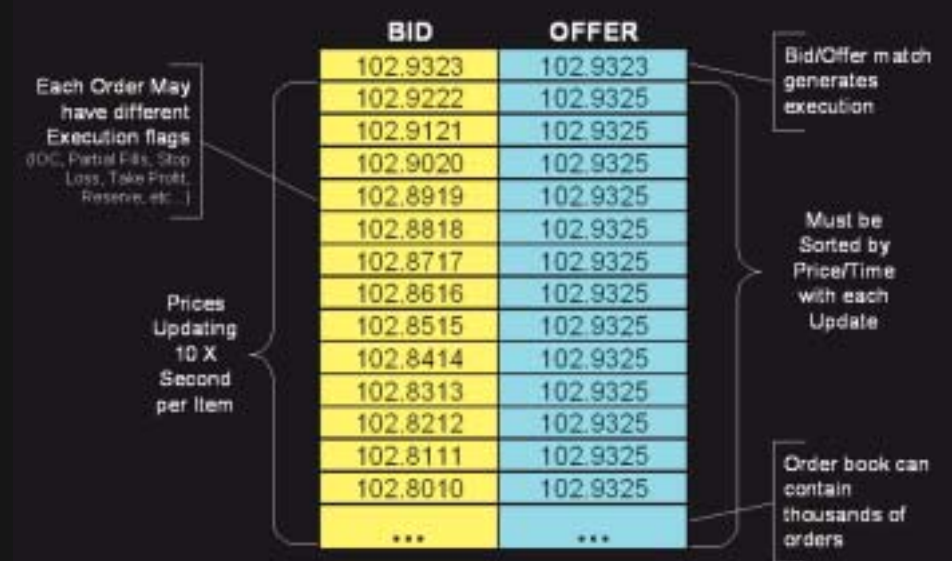 BID OFFER
102.9323 102.9323
102.9222 102.9325
102.9121 102.9325
102.9020 102.9325
102.8919 102.9325
102.8818 102.9325
102.8717 102.9325
102.8616 102.9325
102.8515 102.9325
102.8414 102.9325
102.8313 102.9325
102.8212 102.9325
102.8111 102.9325
102.8010 102.9325
... ...
Each Order May
have different
Execution flags
(IOC, Partial Fills, Stop
Loss, Take Profit,
Reserve, etc...)
Prices
Updating
10 X
Second
per Item
Bid/Offer match
generates
execution
Must be
Sorted by
Price/Time
with each
Update
Order book can
contain
thousands of
orders